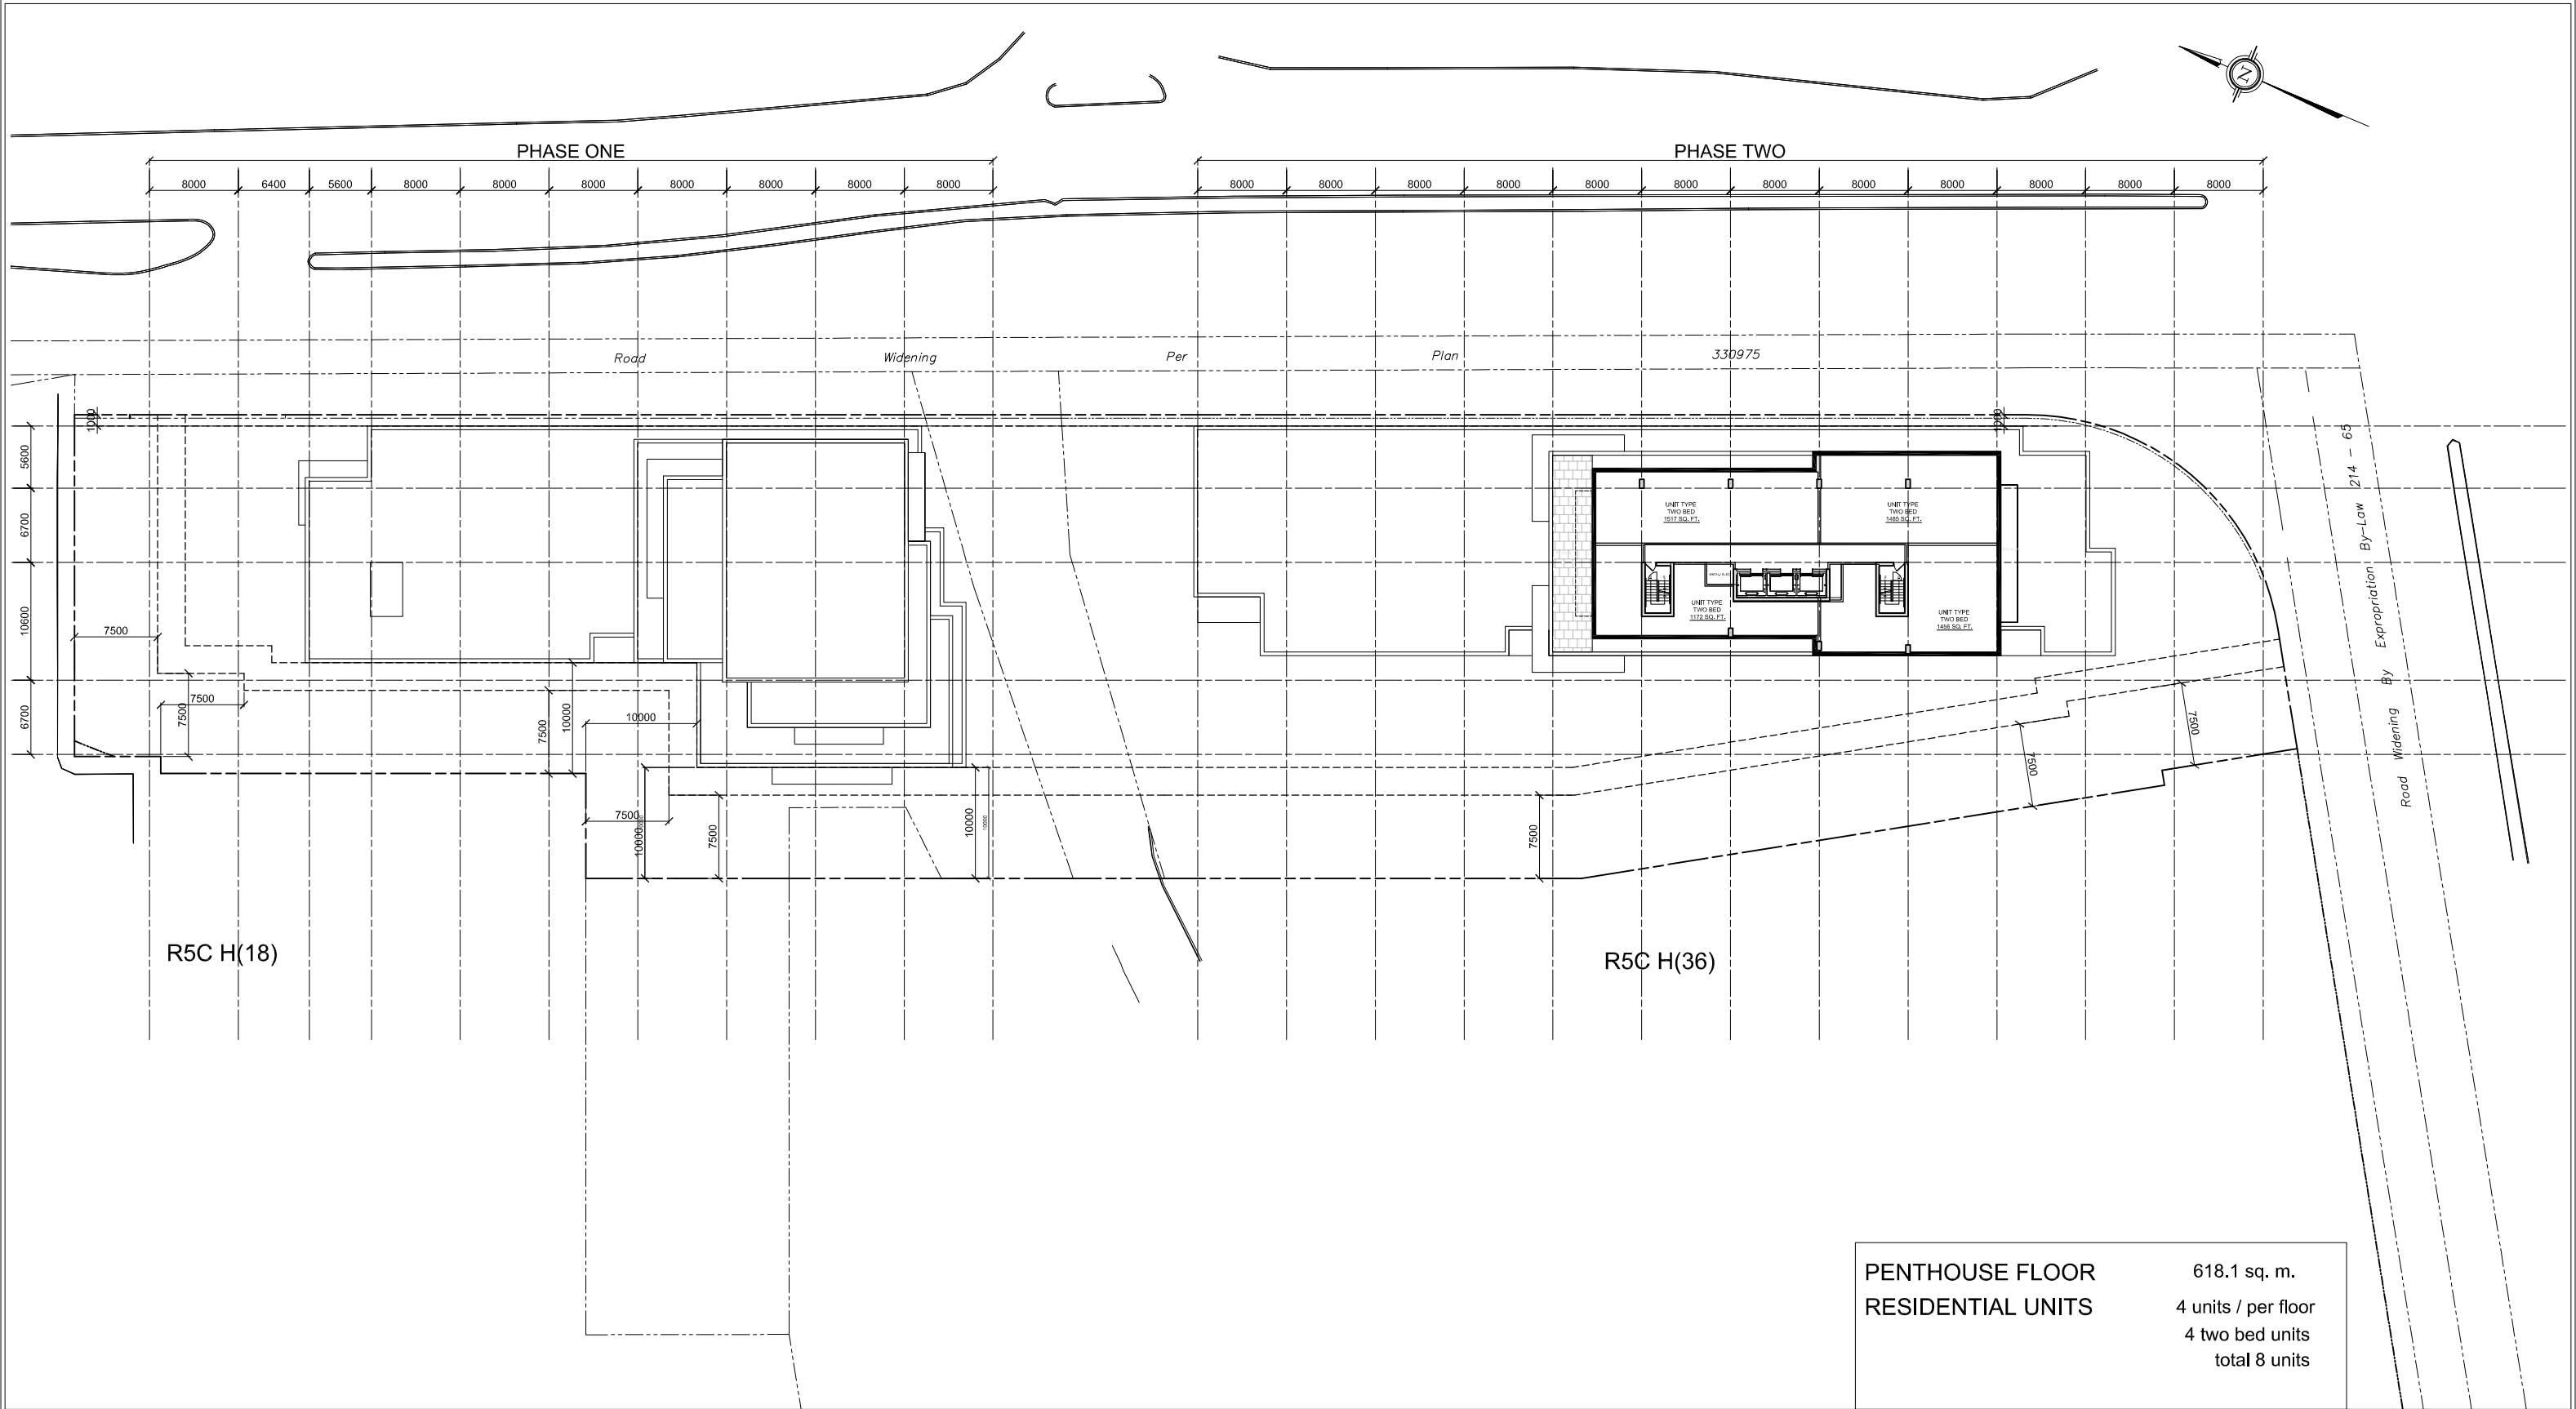 N
PHASE ONE
PHASE TWO
8000 6400 5600 8000 8000 8000 8000 8000 8000 8000
8000 8000 8000 8000 8000 8000 8000 8000 8000 8000 8000 8000
Road Widening Per Plan 330975
1000
1000
5600
6700
10600
6700
Road Widening By Expropriation By-Law 214 - 65
UNIT TYPE
TWO BED
1517 SQ. FT.
UNIT TYPE
TWO BED
1485 SQ. FT.
UNIT TYPE
TWO BED
1172 SQ. FT.
UNIT TYPE
TWO BED
1456 SQ. FT.
7500
7500
7500
7500
10000
10000
7500
10000
7500
10000
10000
7500
7500
7500
R5C H(18)
R5C H(36)
PENTHOUSE FLOOR 618.1 sq. m.
RESIDENTIAL UNITS 4 units / per floor
4 two bed units
total 8 units